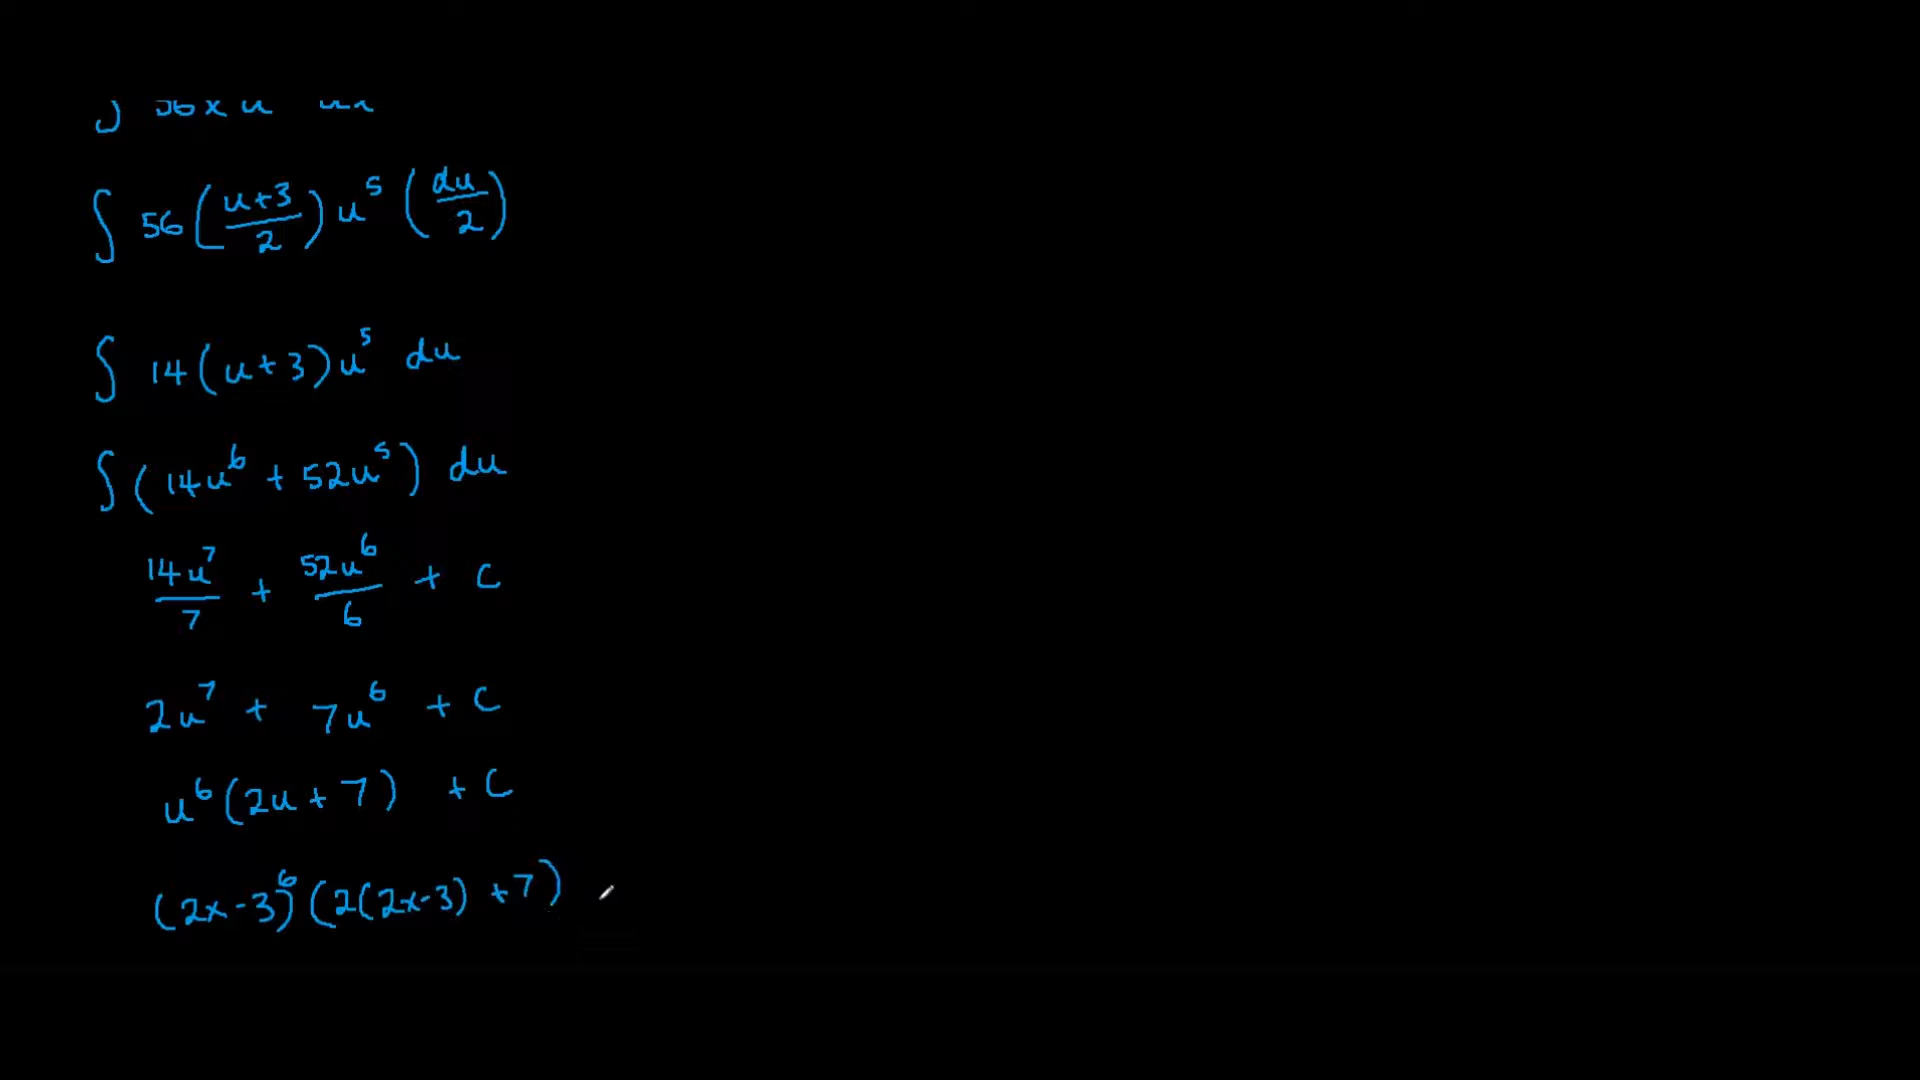 ∫ 56 ( (u+3)/2 ) u⁵ ( du/2 )
∫ 14(u+3)u⁵ du
∫ (14u⁶ + 52u⁵) du
14u⁷/7 + 52u⁶/6 + C
2u⁷ + 7u⁶ + C
u⁶(2u+7) + C
(2x-3)⁶(2(2x-3) +7)